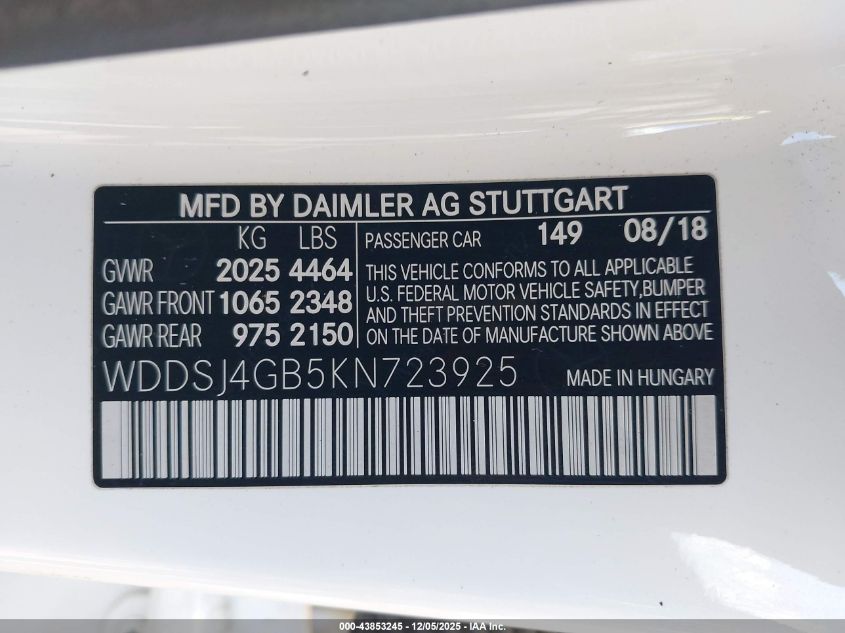 MFD BY DAIMLER AG STUTTGART
KG LBS
GVWR 2025 4464
GAWR FRONT 1065 2348
GAWR REAR 975 2150
PASSENGER CAR 149 08/18
THIS VEHICLE CONFORMS TO ALL APPLICABLE
U.S. FEDERAL MOTOR VEHICLE SAFETY,BUMPER
AND THEFT PREVENTION STANDARDS IN EFFECT
ON THE DATE OF MANUFACTURE SHOWN ABOVE
WDDSJ4GB5KN723925 MADE IN HUNGARY
000-43853245 - 12/05/2025 - IAA Inc.